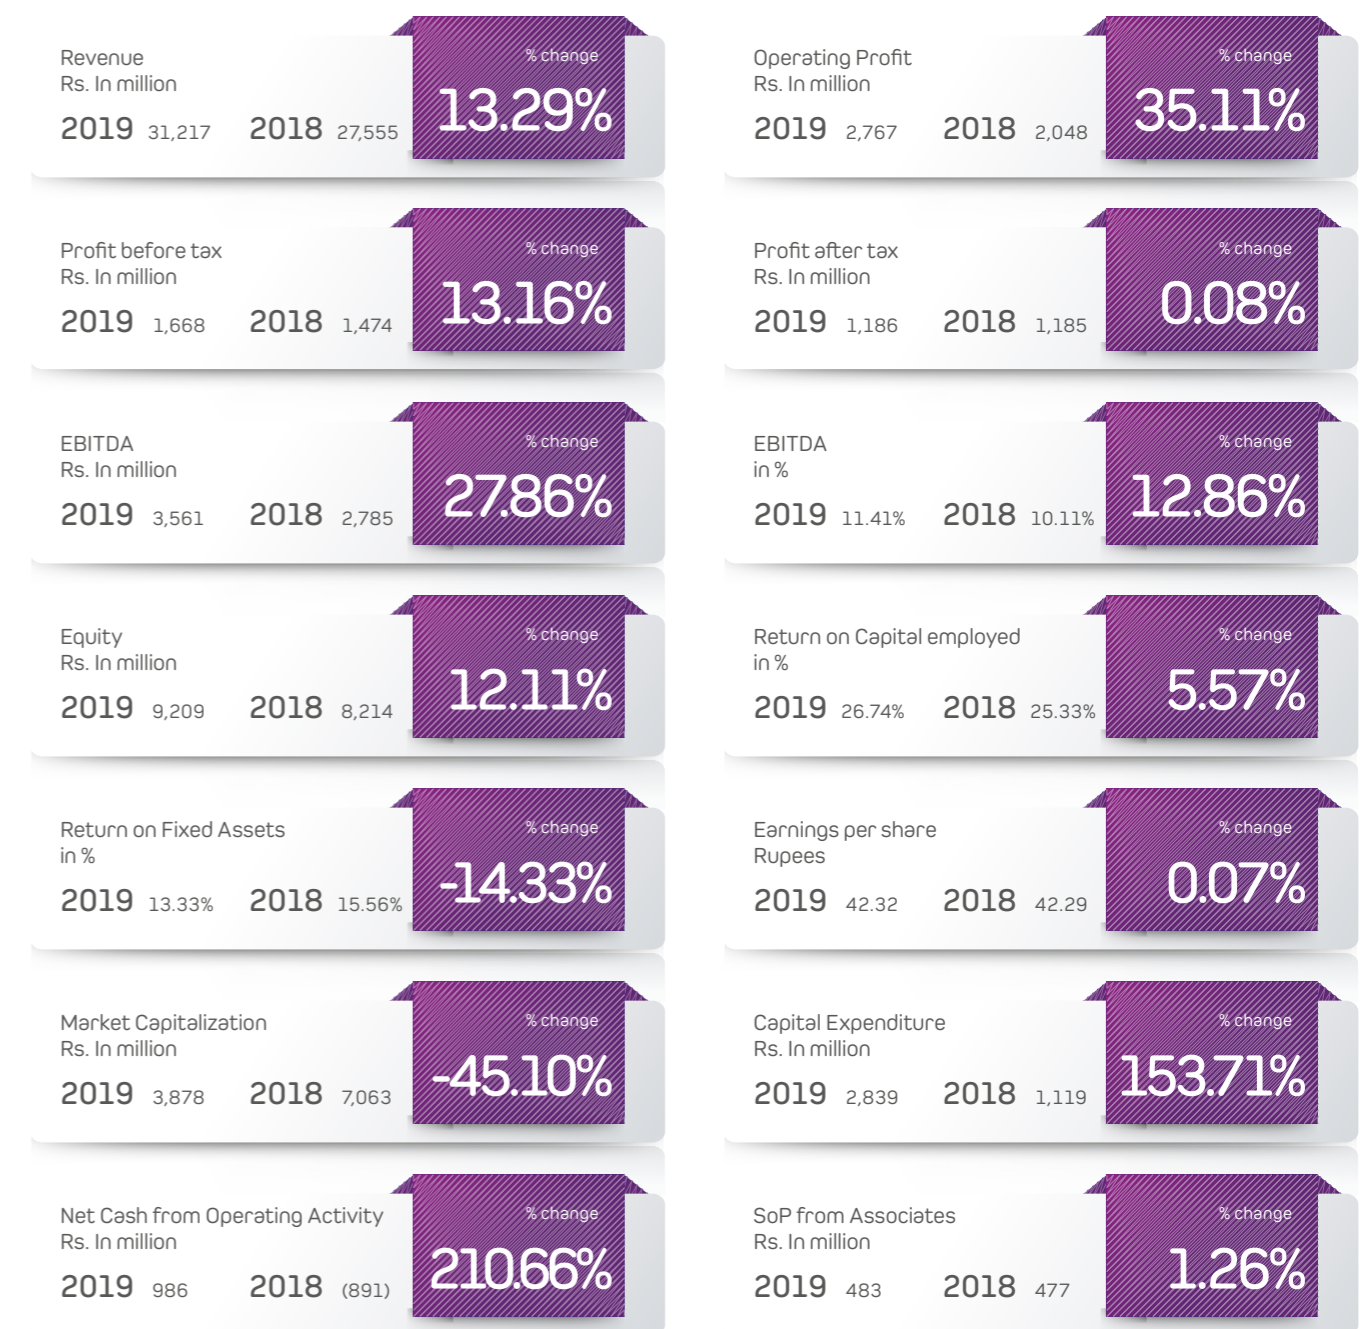 Revenue
Rs. In million
2019 31,217 2018 27,555
% change
13.29%
Operating Profit
Rs. In million
2019 2,767 2018 2,048
% change
35.11%
Profit before tax
Rs. In million
2019 1,668 2018 1,474
% change
13.16%
Profit after tax
Rs. In million
2019 1,186 2018 1,185
% change
0.08%
EBITDA
Rs. In million
2019 3,561 2018 2,785
% change
27.86%
EBITDA
in %
2019 11.41% 2018 10.11%
% change
12.86%
Equity
Rs. In million
2019 9,209 2018 8,214
% change
12.11%
Return on Capital employed
in %
2019 26.74% 2018 25.33%
% change
5.57%
Return on Fixed Assets
in %
2019 13.33% 2018 15.56%
% change
-14.33%
Earnings per share
Rupees
2019 42.32 2018 42.29
% change
0.07%
Market Capitalization
Rs. In million
2019 3,878 2018 7,063
% change
-45.10%
Capital Expenditure
Rs. In million
2019 2,839 2018 1,119
% change
153.71%
Net Cash from Operating Activity
Rs. In million
2019 986 2018 (891)
% change
210.66%
SoP from Associates
Rs. In million
2019 483 2018 477
% change
1.26%